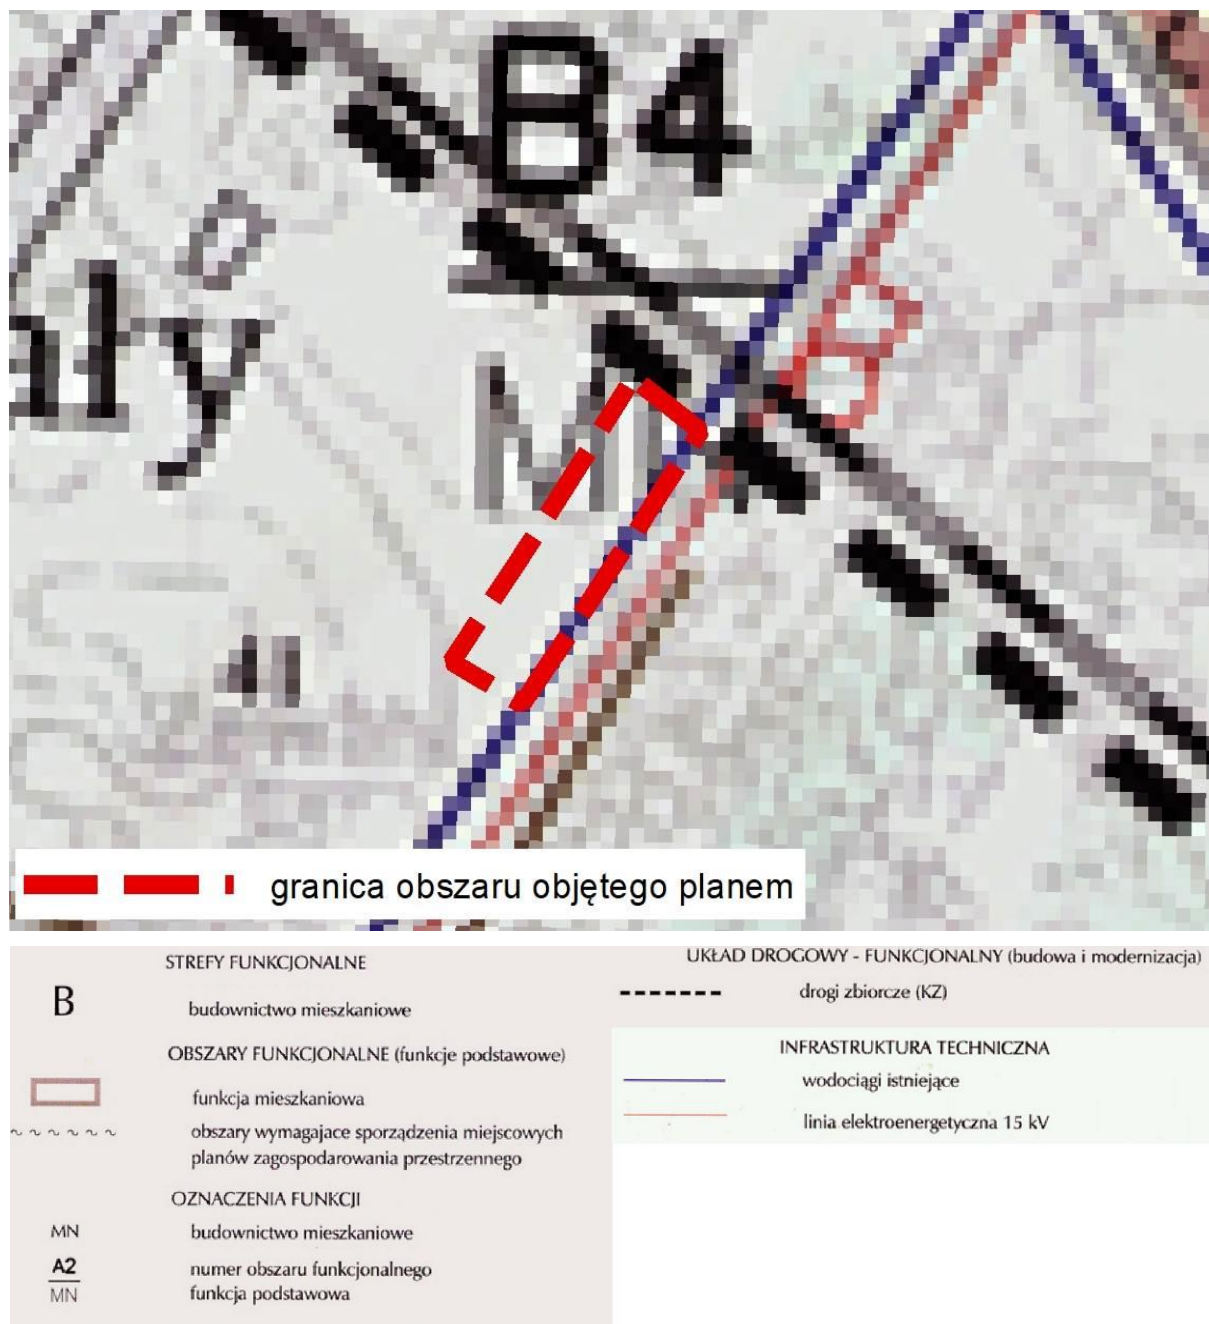 B4
ały
M
granica obszaru objętego planem
STREFY FUNKCJONALNE
B
budownictwo mieszkaniowe
OBSZARY FUNKCJONALNE (funkcje podstawowe)
funkcja mieszkaniowa
obszary wymagajace sporządzenia miejscowych
planów zagospodarowania przestrzennego
OZNACZENIA FUNKCJI
MN budownictwo mieszkaniowe
A2 numer obszaru funkcjonalnego
MN funkcja podstawowa
UKŁAD DROGOWY - FUNKCJONALNY (budowa i modernizacja)
drogi zbiorcze (KZ)
INFRASTRUKTURA TECHNICZNA
wodociągi istniejące
linia elektroenergetyczna 15 kV